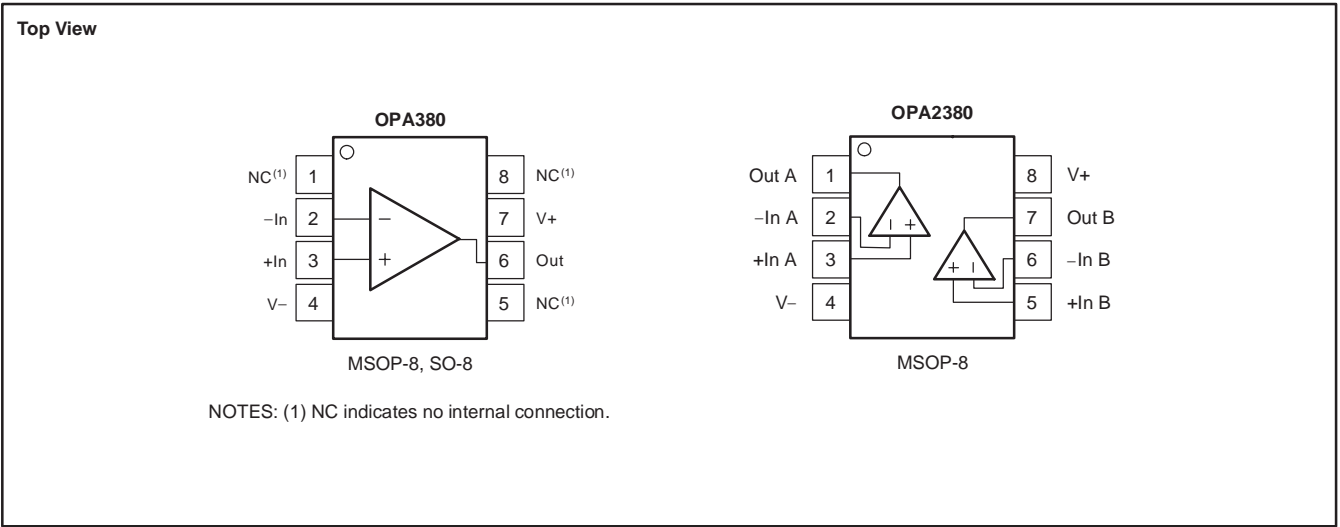 Top View
OPA380
NC(1) 1 8 NC(1)
−In 2 − 7 V+
+In 3 + 6 Out
V− 4 5 NC(1)
MSOP-8, SO-8
OPA2380
Out A 1 8 V+
−In A 2 − + 7 Out B
+In A 3 + − 6 −In B
V− 4 5 +In B
MSOP-8
NOTES: (1) NC indicates no internal connection.